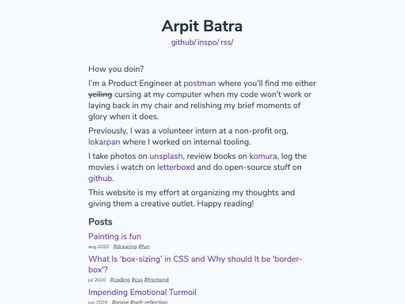 Arpit Batra
github/ inspo/ rss/
How you doin?
I'm a Product Engineer at postman where you'll find me either
yelling cursing at my computer when my code won't work or
laying back in my chair and relishing my brief moments of
glory when it does.
Previously, I was a volunteer intern at a non-profit org,
lokarpan where I worked on internal tooling.
I take photos on unsplash, review books on komura, log the
movies i watch on letterboxd and do open-source stuff on
github.
This website is my effort at organizing my thoughts and
giving them a creative outlet. Happy reading!
Posts
Painting is fun
aug 2020 #drawing #fun
What Is 'box-sizing' in CSS and Why should It be 'border-
box'?
jul 2020 #coding #css #frontend
Impending Emotional Turmoil
jun 2020 #prose #self-reflection